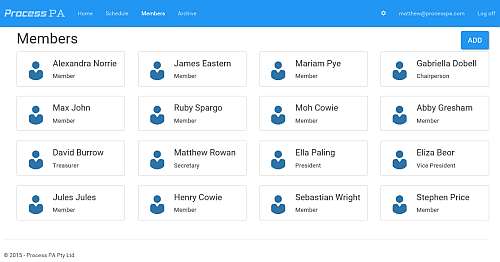 Process PA Home Schedule Members Archive matthew@processpa.com Log off
Members
ADD
Alexandra Norrie James Eastern Mariam Pye Gabriella Dobell
Member Member Member Chairperson
Max John Ruby Spargo Moh Cowie Abby Gresham
Member Member Member Member
David Burrow Matthew Rowan Ella Paling Eliza Beor
Treasurer Secretary President Vice President
Jules Jules Henry Cowie Sebastian Wright Stephen Price
Member Member Member Member
© 2015 - Process PA Pty Ltd.